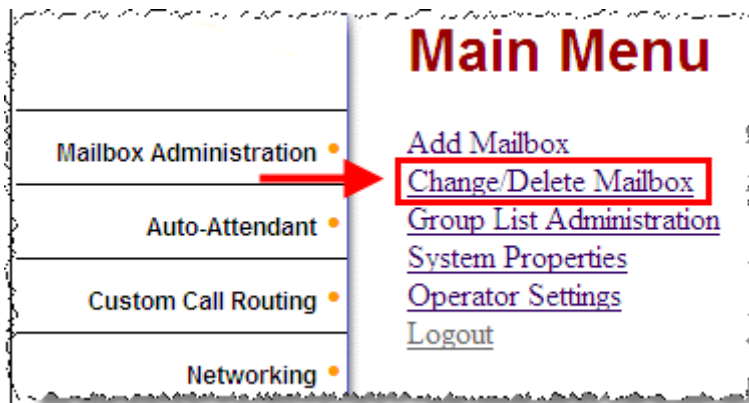 Main Menu
Mailbox Administration
Auto-Attendant
Custom Call Routing
Networking
Add Mailbox
Change/Delete Mailbox
Group List Administration
System Properties
Operator Settings
Logout